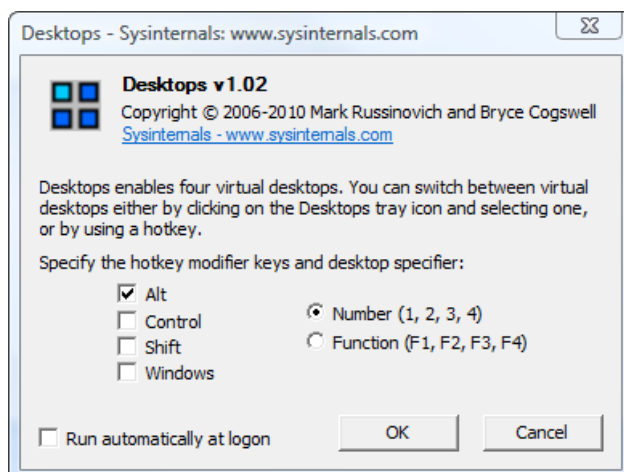 Desktops - Sysinternals: www.sysinternals.com
Desktops v1.02
Copyright © 2006-2010 Mark Russinovich and Bryce Cogswell
Sysinternals - www.sysinternals.com
Desktops enables four virtual desktops. You can switch between virtual
desktops either by clicking on the Desktops tray icon and selecting one,
or by using a hotkey.
Specify the hotkey modifier keys and desktop specifier:
Alt
Control
Shift
Windows
Number (1, 2, 3, 4)
Function (F1, F2, F3, F4)
Run automatically at logon
OK
Cancel